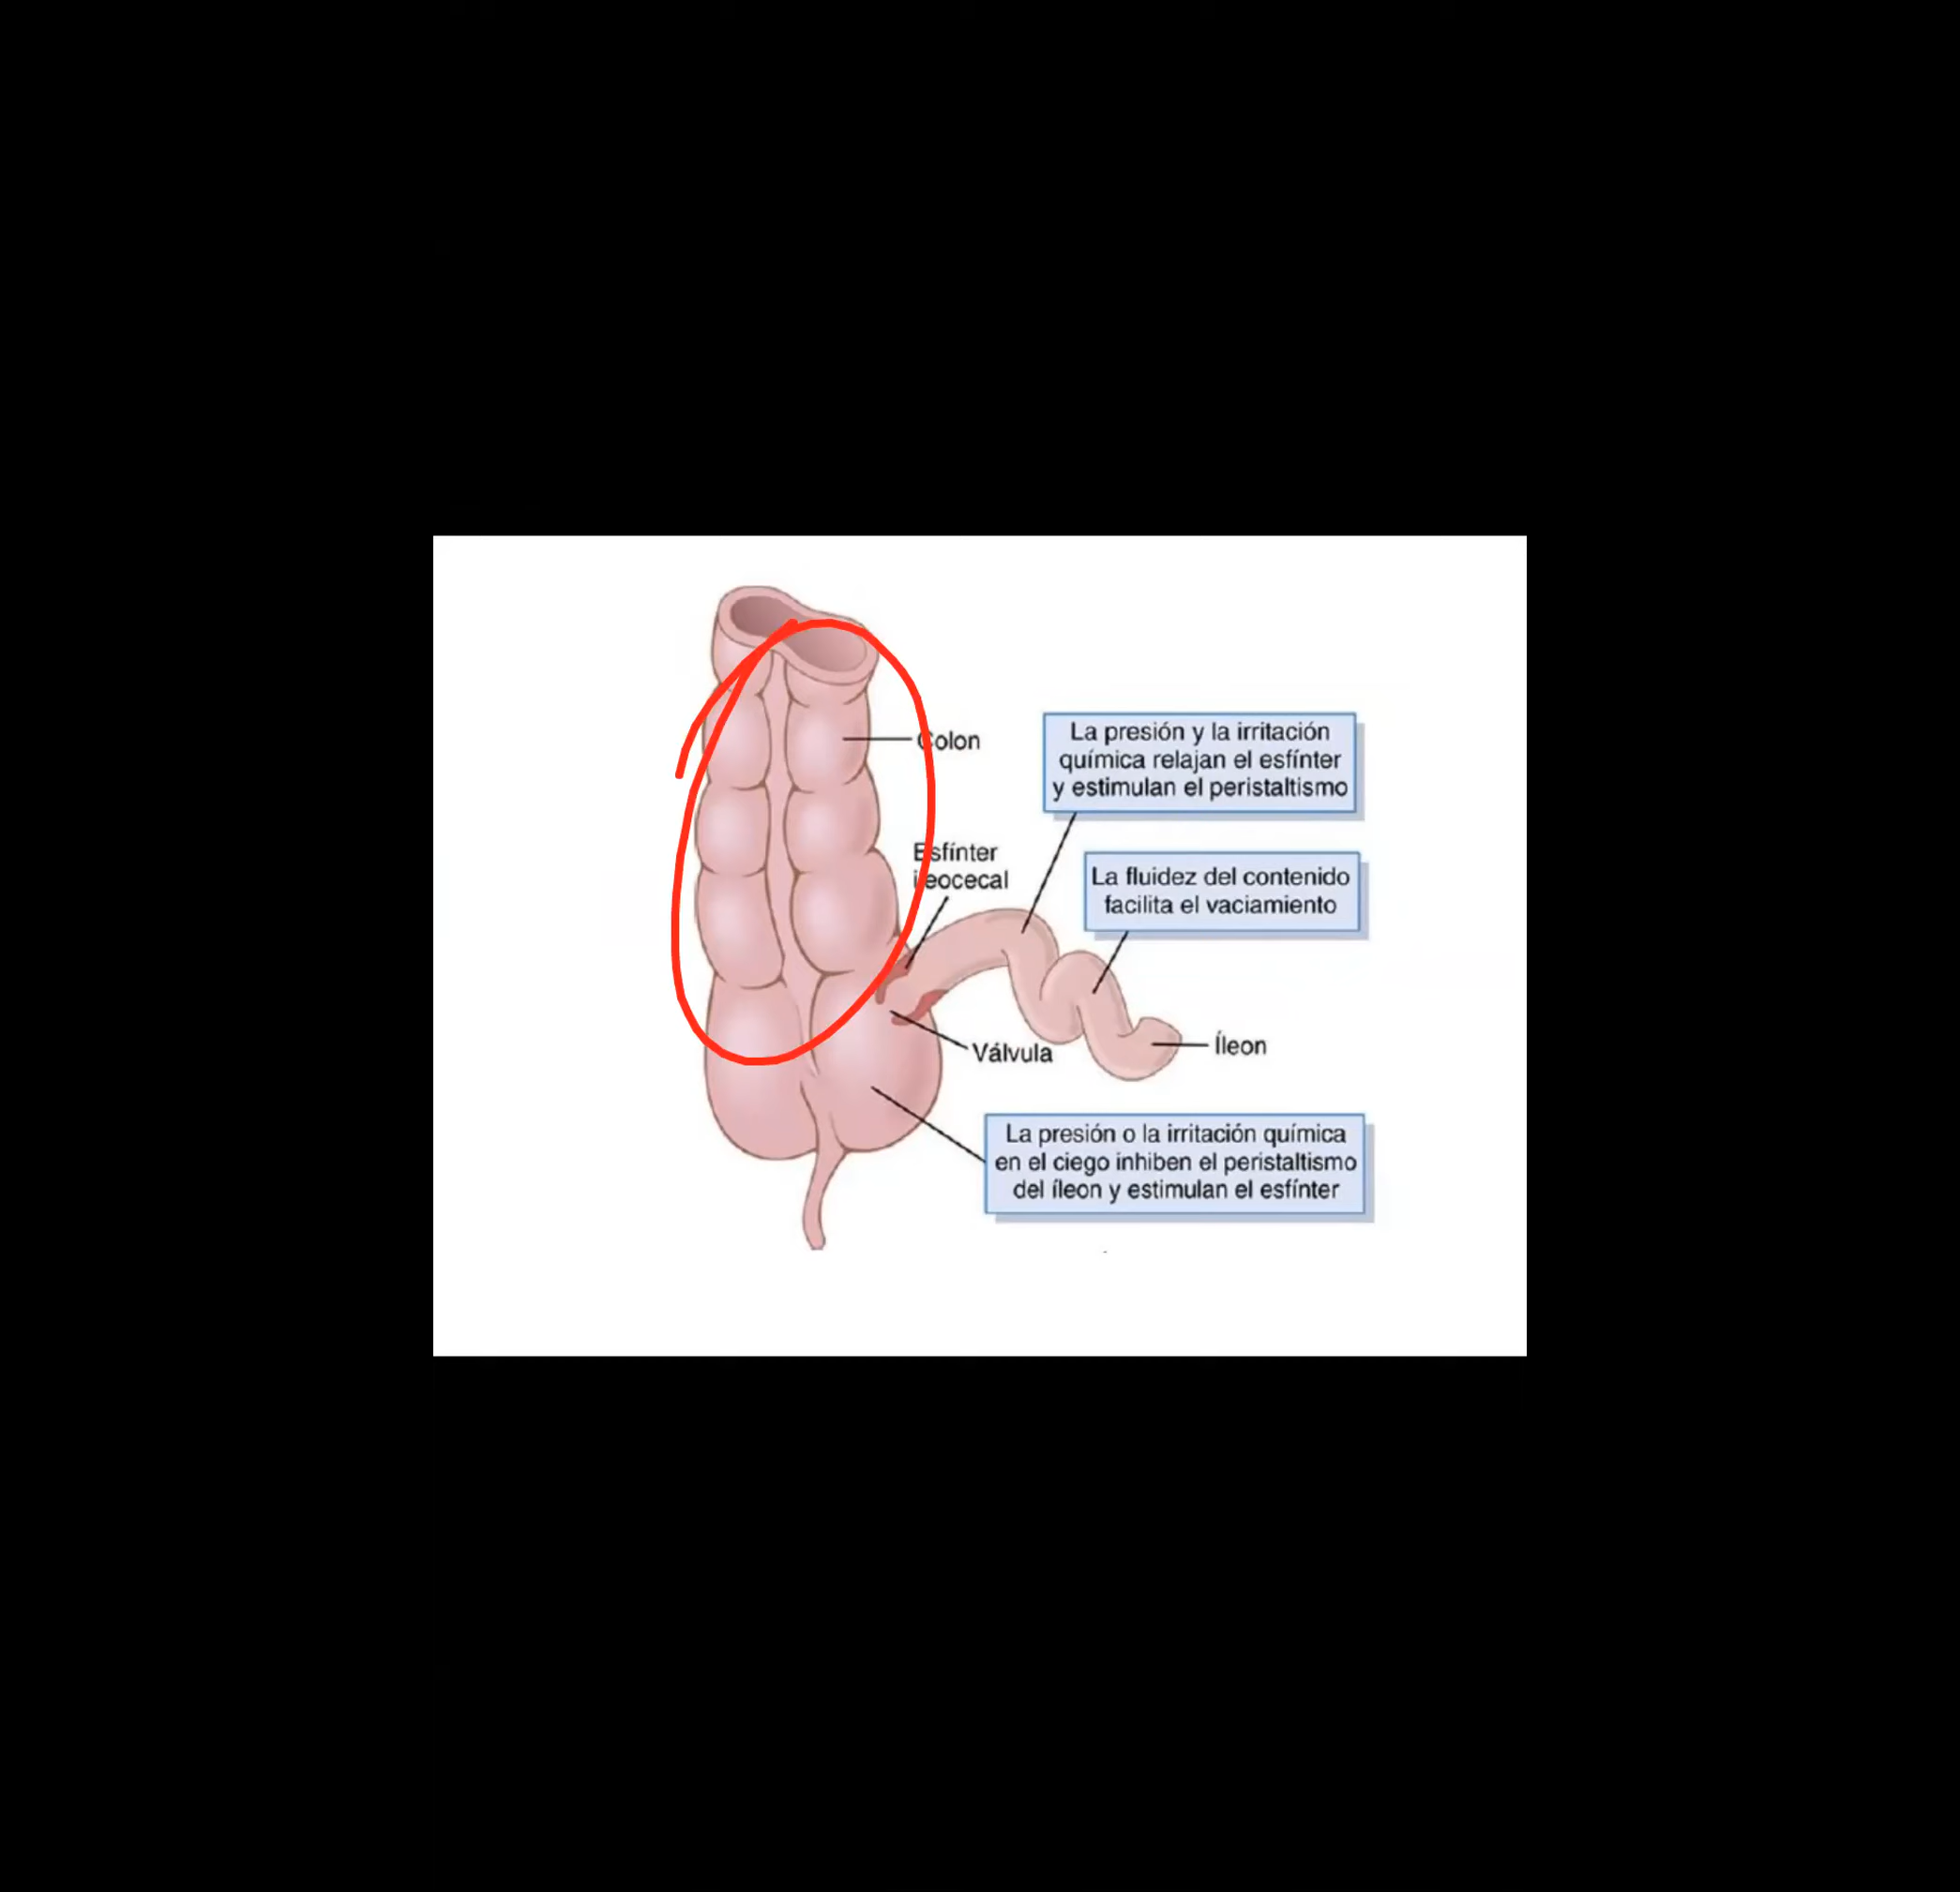 Colon
La presión y la irritación
química relajan el esfínter
y estimulan el peristaltismo
Esfínter
ileocecal
La fluidez del contenido
facilita el vaciamiento
Válvula
Íleon
La presión o la irritación química
en el ciego inhiben el peristaltismo
del íleon y estimulan el esfínter